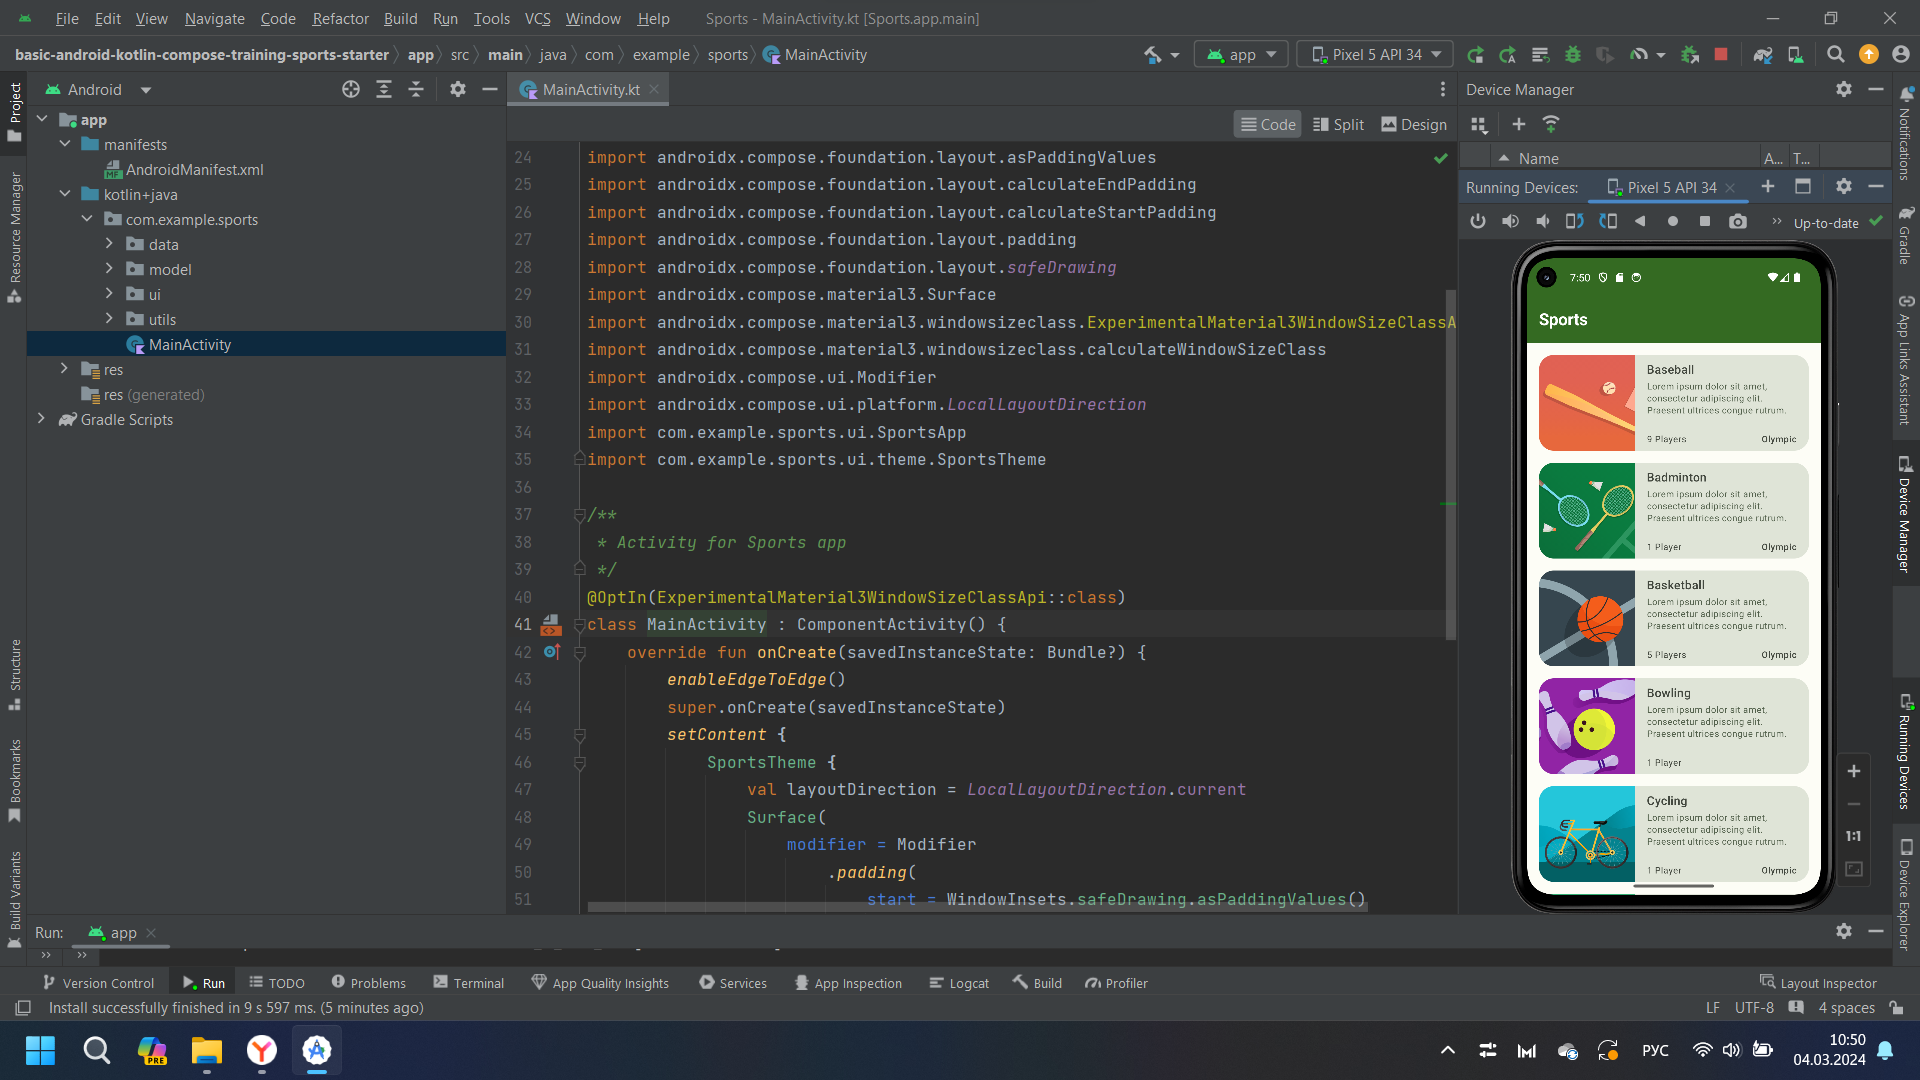 File Edit View Navigate Code Refactor Build Run Tools VCS Window Help Sports - MainActivity.kt [Sports.app.main]
basic-android-kotlin-compose-training-sports-starter app src main java com example sports MainActivity
app Pixel 5 API 34
Android
MainActivity.kt
Device Manager
Code Split Design
Name A... T...
Running Devices: Pixel 5 API 34
Up-to-date
Project
Resource Manager
Structure
Bookmarks
Build Variants
app
manifests
AndroidManifest.xml
kotlin+java
com.example.sports
data
model
ui
utils
MainActivity
res
res (generated)
Gradle Scripts
24 import androidx.compose.foundation.layout.asPaddingValues
25 import androidx.compose.foundation.layout.calculateEndPadding
26 import androidx.compose.foundation.layout.calculateStartPadding
27 import androidx.compose.foundation.layout.padding
28 import androidx.compose.foundation.layout.safeDrawing
29 import androidx.compose.material3.Surface
30 import androidx.compose.material3.windowsizeclass.ExperimentalMaterial3WindowSizeClassA
31 import androidx.compose.material3.windowsizeclass.calculateWindowSizeClass
32 import androidx.compose.ui.Modifier
33 import androidx.compose.ui.platform.LocalLayoutDirection
34 import com.example.sports.ui.SportsApp
35 import com.example.sports.ui.theme.SportsTheme
36
37 /**
38 * Activity for Sports app
39 */
40 @OptIn(ExperimentalMaterial3WindowSizeClassApi::class)
41 class MainActivity : ComponentActivity() {
42 override fun onCreate(savedInstanceState: Bundle?) {
43 enableEdgeToEdge()
44 super.onCreate(savedInstanceState)
45 setContent {
46 SportsTheme {
47 val layoutDirection = LocalLayoutDirection.current
48 Surface(
49 modifier = Modifier
50 .padding(
51 start = WindowInsets.safeDrawing.asPaddingValues()
7:50
Sports
Baseball
Lorem ipsum dolor sit amet,
consectetur adipiscing elit.
Praesent ultrices congue rutrum.
9 Players Olympic
Badminton
Lorem ipsum dolor sit amet,
consectetur adipiscing elit.
Praesent ultrices congue rutrum.
1 Player Olympic
Basketball
Lorem ipsum dolor sit amet,
consectetur adipiscing elit.
Praesent ultrices congue rutrum.
5 Players Olympic
Bowling
Lorem ipsum dolor sit amet,
consectetur adipiscing elit.
Praesent ultrices congue rutrum.
1 Player
Cycling
Lorem ipsum dolor sit amet,
consectetur adipiscing elit.
Praesent ultrices congue rutrum.
1 Player Olympic
1:1
Notifications
Gradle
App Links Assistant
Device Manager
Running Devices
Device Explorer
Run: app
Version Control Run TODO Problems Terminal App Quality Insights Services App Inspection Logcat Build Profiler Layout Inspector
Install successfully finished in 9 s 597 ms. (5 minutes ago) LF UTF-8 4 spaces
PRE
РУС
10:50
04.03.2024